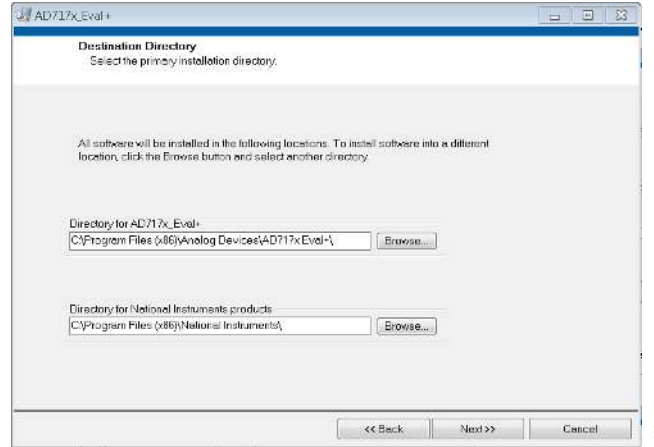 AD717x_Eval+
Destination Directory
Select the primary installation directory.
All software will be installed in the following locations. To install software into a different
location, click the Browse button and select another directory.
Directory for AD717x_Eval+
C:\Program Files (x86)\Analog Devices\AD717x Eval+\
Browse...
Directory for National Instruments products
C:\Program Files (x86)\National Instruments\
Browse...
<< Back
Next >>
Cancel